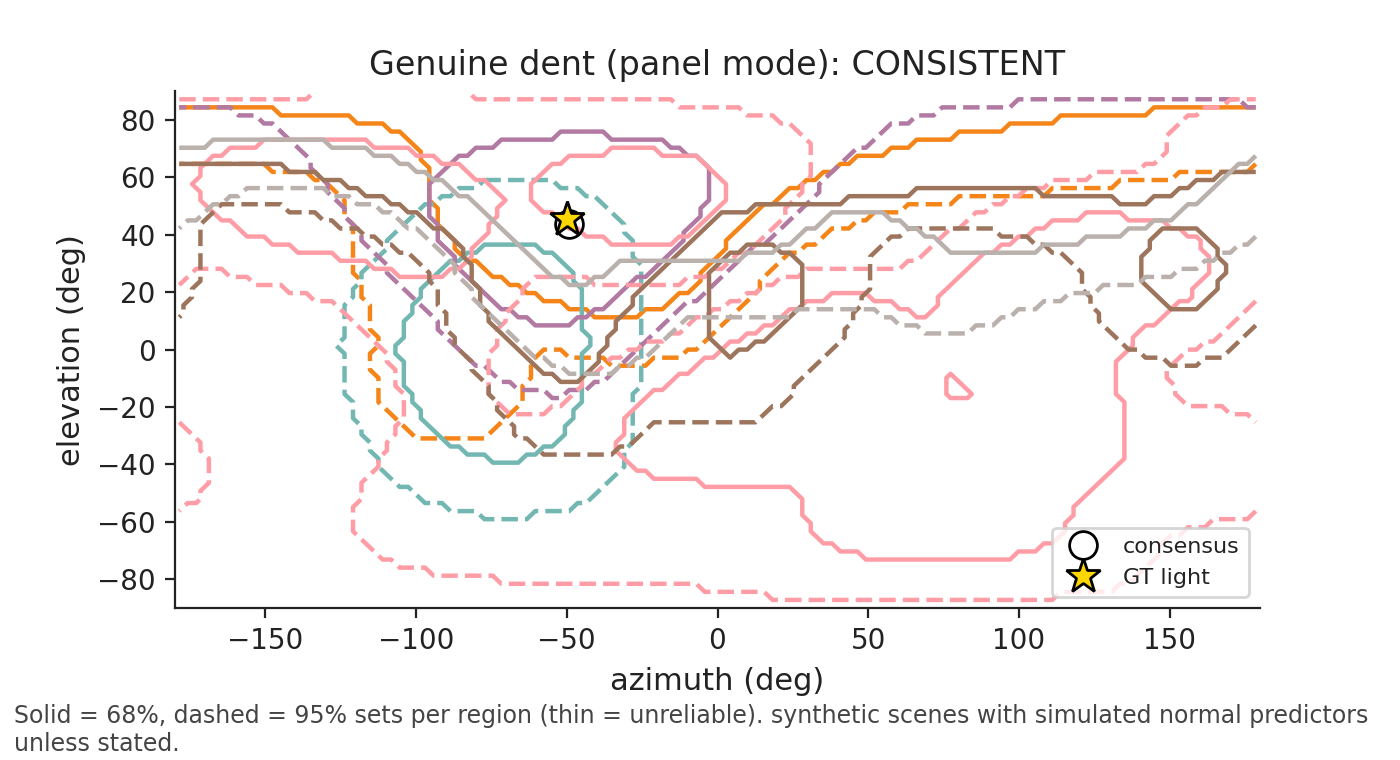 Genuine dent (panel mode): CONSISTENT
80
60
40
20
0
−20
−40
−60
−80
elevation (deg)
−150
−100
−50
0
50
100
150
azimuth (deg)
consensus
GT light
Solid = 68%, dashed = 95% sets per region (thin = unreliable). synthetic scenes with simulated normal predictors
unless stated.